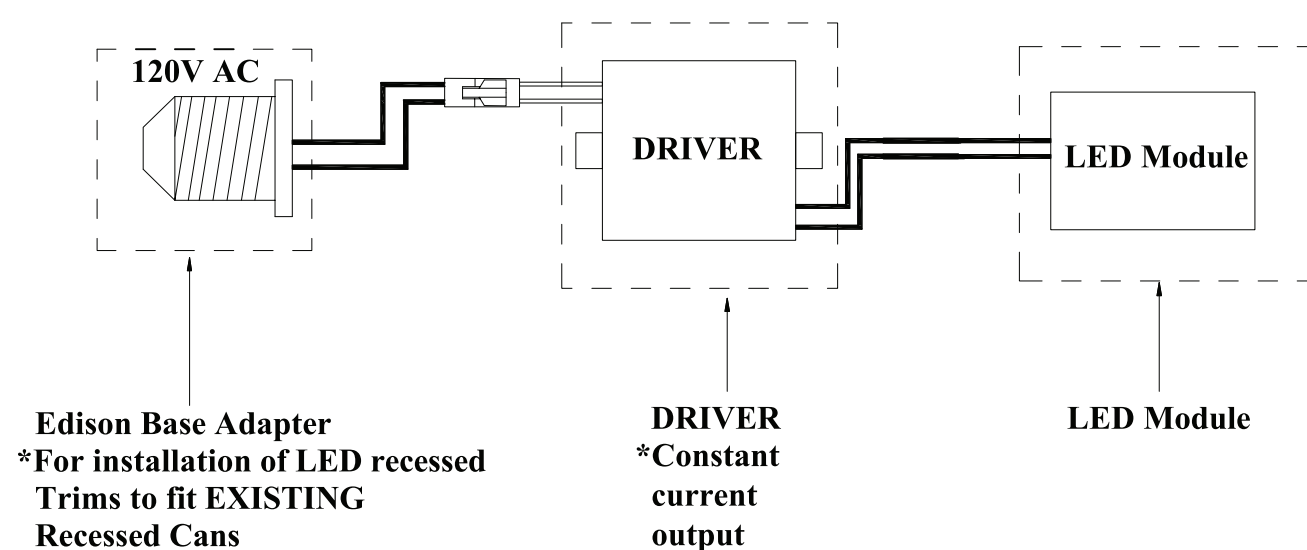 120V AC
DRIVER
LED Module
Edison Base Adapter
*For installation of LED recessed
Trims to fit EXISTING
Recessed Cans
DRIVER
*Constant
current
output
LED Module